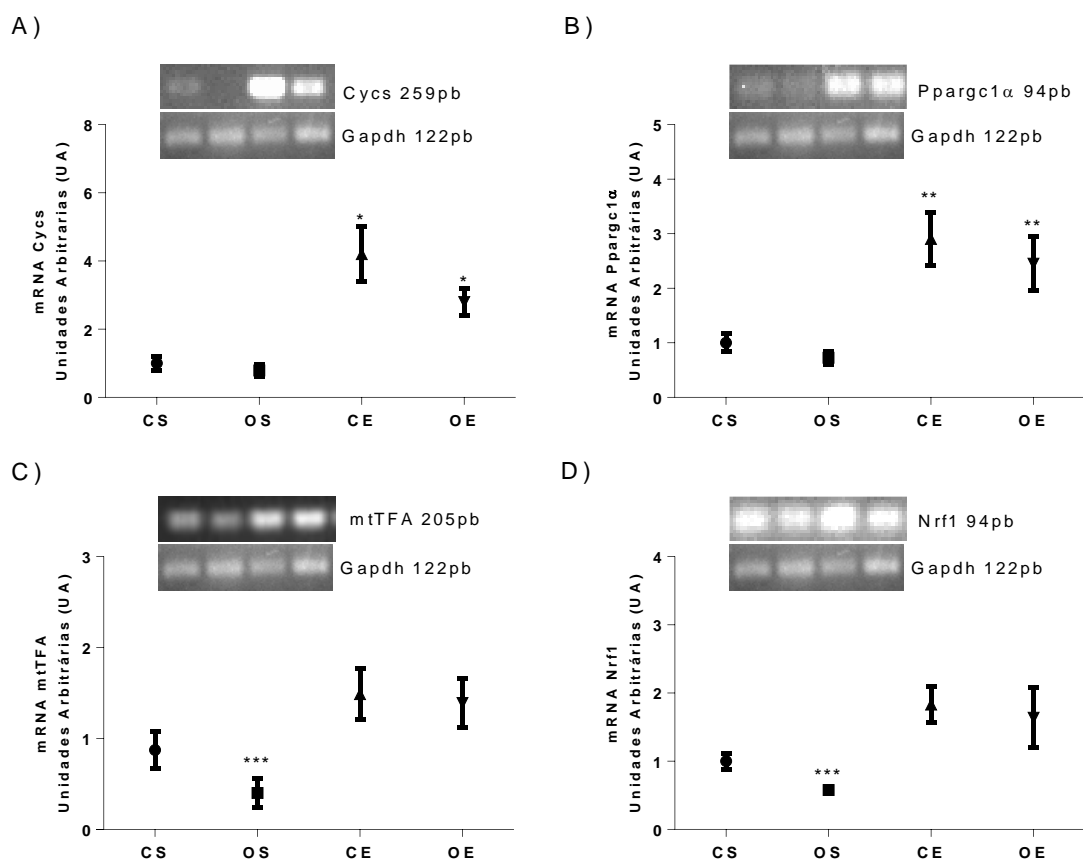 A)
Cycs 259pb
Gapdh 122pb
mRNA Cycs
Unidades Arbitrarias (UA)
8
6
4
2
0
*
*
CS OS CE OE
B)
Ppargc1α 94pb
Gapdh 122pb
mRNA Ppargc1α
Unidades Arbitrárias (UA)
5
4
3
2
1
0
**
**
CS OS CE OE
C)
mtTFA 205pb
Gapdh 122pb
mRNA mtTFA
Unidades Arbitrárias (UA)
3
2
1
0
***
CS OS CE OE
D)
Nrf1 94pb
Gapdh 122pb
mRNA Nrf1
Unidades Arbitrárias (UA)
4
3
2
1
0
***
CS OS CE OE